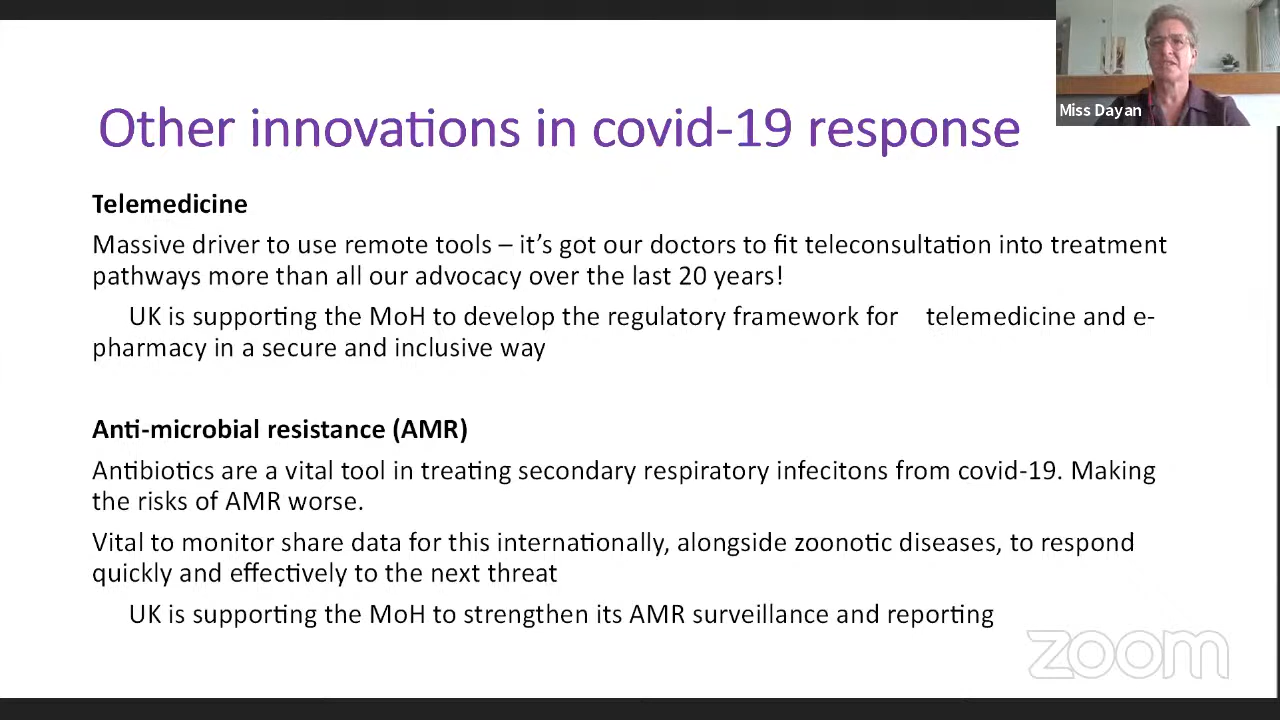 Other innovations in covid-19 response
Miss Dayan
Telemedicine
Massive driver to use remote tools – it's got our doctors to fit teleconsultation into treatment
pathways more than all our advocacy over the last 20 years!
UK is supporting the MoH to develop the regulatory framework for telemedicine and e-
pharmacy in a secure and inclusive way
Anti-microbial resistance (AMR)
Antibiotics are a vital tool in treating secondary respiratory infecitons from covid-19. Making
the risks of AMR worse.
Vital to monitor share data for this internationally, alongside zoonotic diseases, to respond
quickly and effectively to the next threat
UK is supporting the MoH to strengthen its AMR surveillance and reporting
zoom